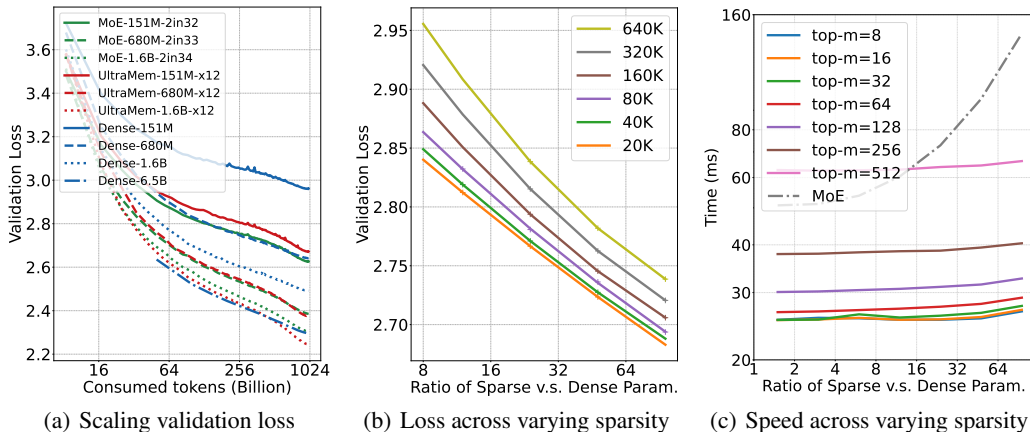 3.6
3.4
3.2
3.0
2.8
2.6
2.4
2.2
Validation Loss
MoE-151M-2in32
MoE-680M-2in33
MoE-1.6B-2in34
UltraMem-151M-x12
UltraMem-680M-x12
UltraMem-1.6B-x12
Dense-151M
Dense-680M
Dense-1.6B
Dense-6.5B
16
64
256
1024
Consumed tokens (Billion)
(a) Scaling validation loss
2.95
2.90
2.85
2.80
2.75
2.70
Validation Loss
640K
320K
160K
80K
40K
20K
8
16
32
64
Ratio of Sparse v.s. Dense Param.
(b) Loss across varying sparsity
160
80
60
40
30
20
Time (ms)
top-m=8
top-m=16
top-m=32
top-m=64
top-m=128
top-m=256
top-m=512
MoE
1
2
4
8
16
32
64
Ratio of Sparse v.s. Dense Param.
(c) Speed across varying sparsity